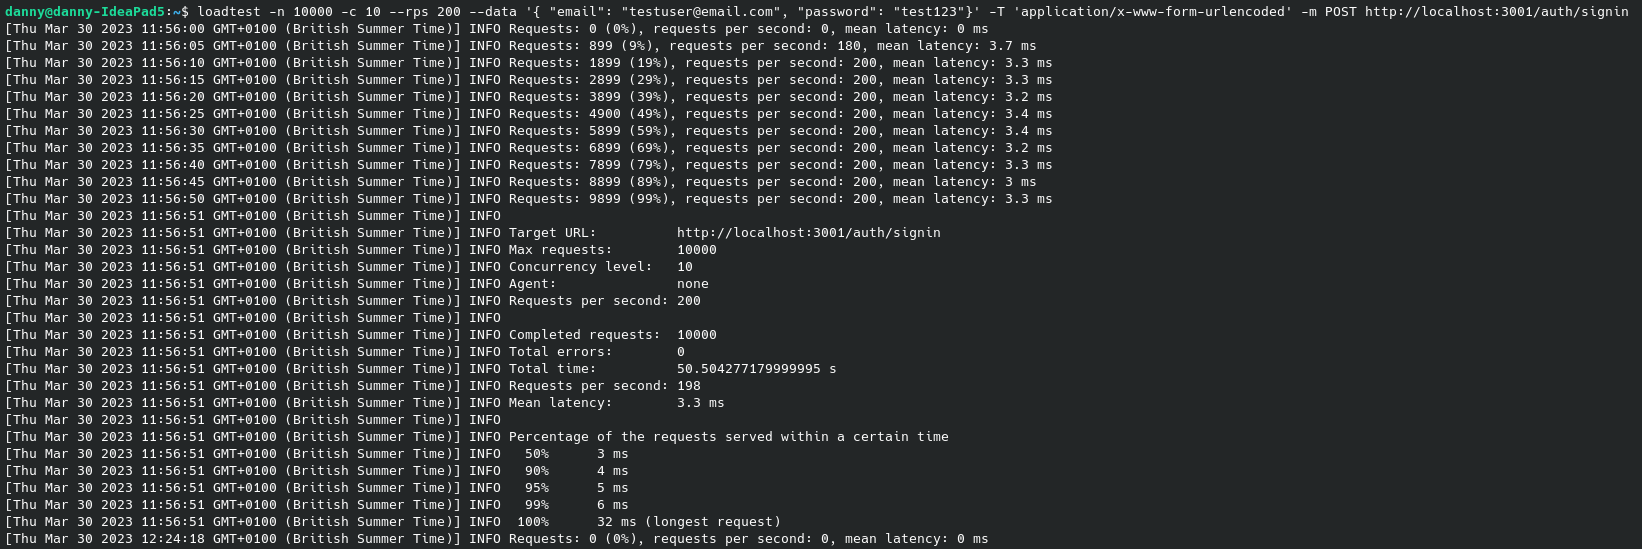 danny@danny-IdeaPad5:~$ loadtest -n 10000 -c 10 --rps 200 --data '{ "email": "testuser@email.com", "password": "test123"}' -T 'application/x-www-form-urlencoded' -m POST http://localhost:3001/auth/signin
[Thu Mar 30 2023 11:56:00 GMT+0100 (British Summer Time)] INFO Requests: 0 (0%), requests per second: 0, mean latency: 0 ms
[Thu Mar 30 2023 11:56:05 GMT+0100 (British Summer Time)] INFO Requests: 899 (9%), requests per second: 180, mean latency: 3.7 ms
[Thu Mar 30 2023 11:56:10 GMT+0100 (British Summer Time)] INFO Requests: 1899 (19%), requests per second: 200, mean latency: 3.3 ms
[Thu Mar 30 2023 11:56:15 GMT+0100 (British Summer Time)] INFO Requests: 2899 (29%), requests per second: 200, mean latency: 3.3 ms
[Thu Mar 30 2023 11:56:20 GMT+0100 (British Summer Time)] INFO Requests: 3899 (39%), requests per second: 200, mean latency: 3.2 ms
[Thu Mar 30 2023 11:56:25 GMT+0100 (British Summer Time)] INFO Requests: 4900 (49%), requests per second: 200, mean latency: 3.4 ms
[Thu Mar 30 2023 11:56:30 GMT+0100 (British Summer Time)] INFO Requests: 5899 (59%), requests per second: 200, mean latency: 3.4 ms
[Thu Mar 30 2023 11:56:35 GMT+0100 (British Summer Time)] INFO Requests: 6899 (69%), requests per second: 200, mean latency: 3.2 ms
[Thu Mar 30 2023 11:56:40 GMT+0100 (British Summer Time)] INFO Requests: 7899 (79%), requests per second: 200, mean latency: 3.3 ms
[Thu Mar 30 2023 11:56:45 GMT+0100 (British Summer Time)] INFO Requests: 8899 (89%), requests per second: 200, mean latency: 3 ms
[Thu Mar 30 2023 11:56:50 GMT+0100 (British Summer Time)] INFO Requests: 9899 (99%), requests per second: 200, mean latency: 3.3 ms
[Thu Mar 30 2023 11:56:51 GMT+0100 (British Summer Time)] INFO
[Thu Mar 30 2023 11:56:51 GMT+0100 (British Summer Time)] INFO Target URL:          http://localhost:3001/auth/signin
[Thu Mar 30 2023 11:56:51 GMT+0100 (British Summer Time)] INFO Max requests:        10000
[Thu Mar 30 2023 11:56:51 GMT+0100 (British Summer Time)] INFO Concurrency level:   10
[Thu Mar 30 2023 11:56:51 GMT+0100 (British Summer Time)] INFO Agent:               none
[Thu Mar 30 2023 11:56:51 GMT+0100 (British Summer Time)] INFO Requests per second: 200
[Thu Mar 30 2023 11:56:51 GMT+0100 (British Summer Time)] INFO
[Thu Mar 30 2023 11:56:51 GMT+0100 (British Summer Time)] INFO Completed requests:  10000
[Thu Mar 30 2023 11:56:51 GMT+0100 (British Summer Time)] INFO Total errors:        0
[Thu Mar 30 2023 11:56:51 GMT+0100 (British Summer Time)] INFO Total time:          50.504277179999995 s
[Thu Mar 30 2023 11:56:51 GMT+0100 (British Summer Time)] INFO Requests per second: 198
[Thu Mar 30 2023 11:56:51 GMT+0100 (British Summer Time)] INFO Mean latency:        3.3 ms
[Thu Mar 30 2023 11:56:51 GMT+0100 (British Summer Time)] INFO
[Thu Mar 30 2023 11:56:51 GMT+0100 (British Summer Time)] INFO Percentage of the requests served within a certain time
[Thu Mar 30 2023 11:56:51 GMT+0100 (British Summer Time)] INFO   50%      3 ms
[Thu Mar 30 2023 11:56:51 GMT+0100 (British Summer Time)] INFO   90%      4 ms
[Thu Mar 30 2023 11:56:51 GMT+0100 (British Summer Time)] INFO   95%      5 ms
[Thu Mar 30 2023 11:56:51 GMT+0100 (British Summer Time)] INFO   99%      6 ms
[Thu Mar 30 2023 11:56:51 GMT+0100 (British Summer Time)] INFO  100%      32 ms (longest request)
[Thu Mar 30 2023 12:24:18 GMT+0100 (British Summer Time)] INFO Requests: 0 (0%), requests per second: 0, mean latency: 0 ms